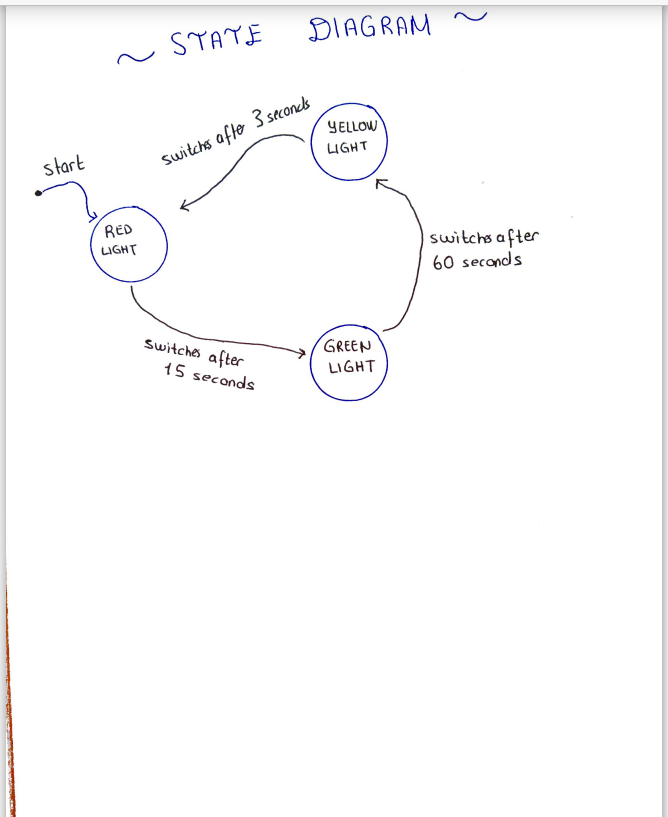 ~ STATE DIAGRAM ~
start
switches after 3 seconds
YELLOW
LIGHT
RED
LIGHT
switches after
60 seconds
switches after
15 seconds
GREEN
LIGHT